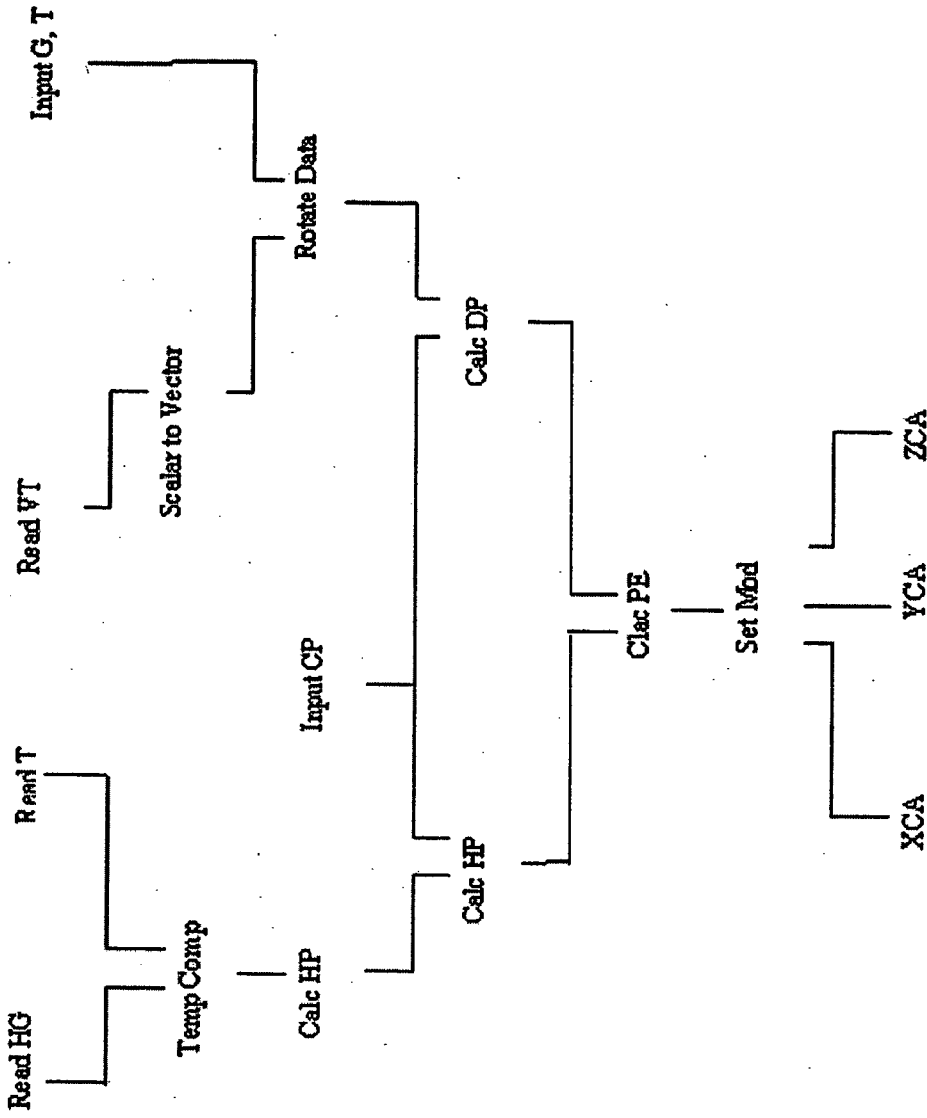 Read HG
Read T
Read VT
Input G, T
Temp Comp
Scalar to Vector
Calc HP
Input CP
Rotate Data
Calc HP
Calc DP
Clac PE
Set Mod
XCA
YCA
ZCA